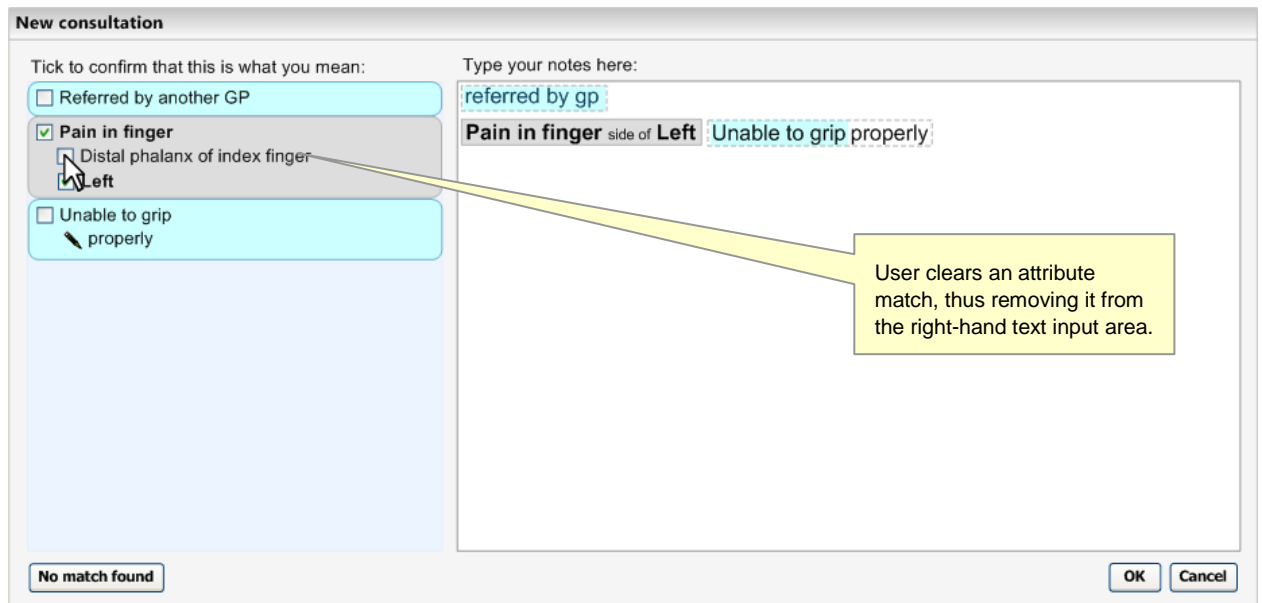 New consultation
Tick to confirm that this is what you mean:
Referred by another GP
Pain in finger
Distal phalanx of index finger
Left
Unable to grip
properly
No match found
Type your notes here:
referred by gp
Pain in finger side of Left Unable to grip properly
User clears an attribute
match, thus removing it from
the right-hand text input area.
OK Cancel